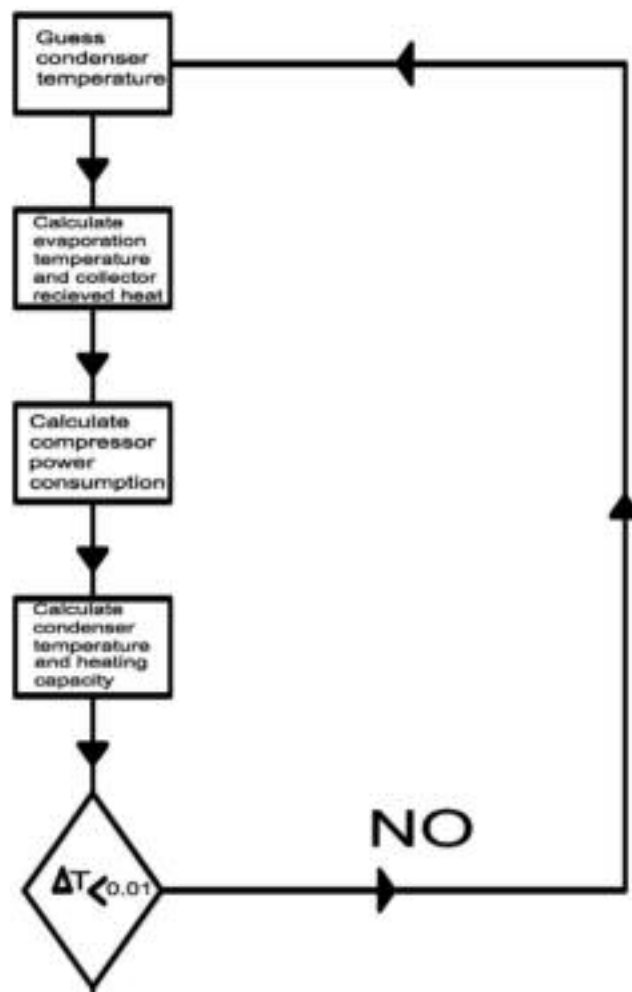 Guess
condenser
temperature
Calculate
evaporation
temperature
and collector
recieved heat
Calculate
compressor
power
consumption
Calculate
condenser
temperature
and heating
capacity
ΔT<0.01
NO